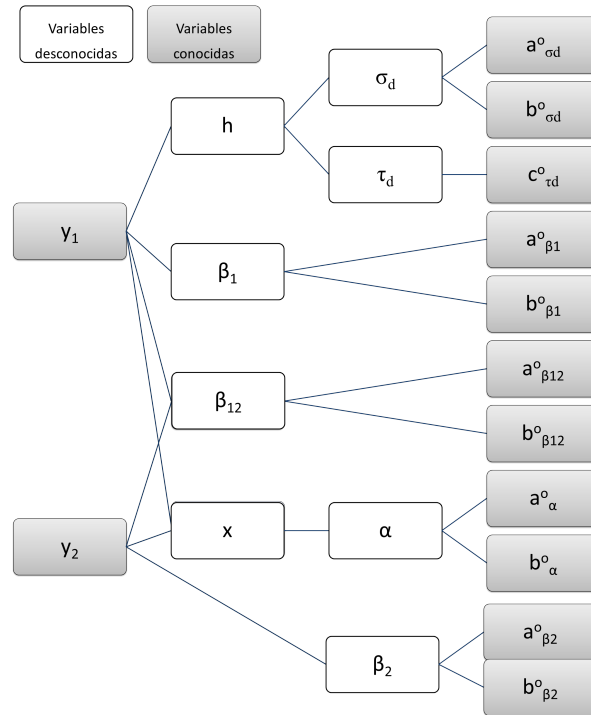 Variables
desconocidas
Variables
conocidas
aᵒσd
σd
bᵒσd
h
τd
cᵒτd
y₁
aᵒβ1
β₁
bᵒβ1
aᵒβ12
β₁₂
bᵒβ12
aᵒα
x
α
y₂
bᵒα
aᵒβ2
β₂
bᵒβ2